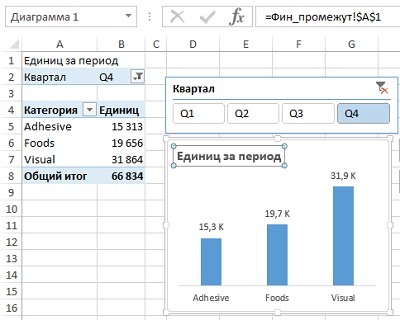 Диаграмма 1 =Фин_промежут!$A$1
A B C D E F G
1 Единиц за период
2 Квартал Q4
Квартал
3
Q1 Q2 Q3 Q4
4 Категория Единиц
5 Adhesive 15 313
6 Foods 19 656
7 Visual 31 864
8 Общий итог 66 834
9
10
11
12
13
14
15
16
Единиц за период
31,9 K
19,7 K
15,3 K
Adhesive Foods Visual